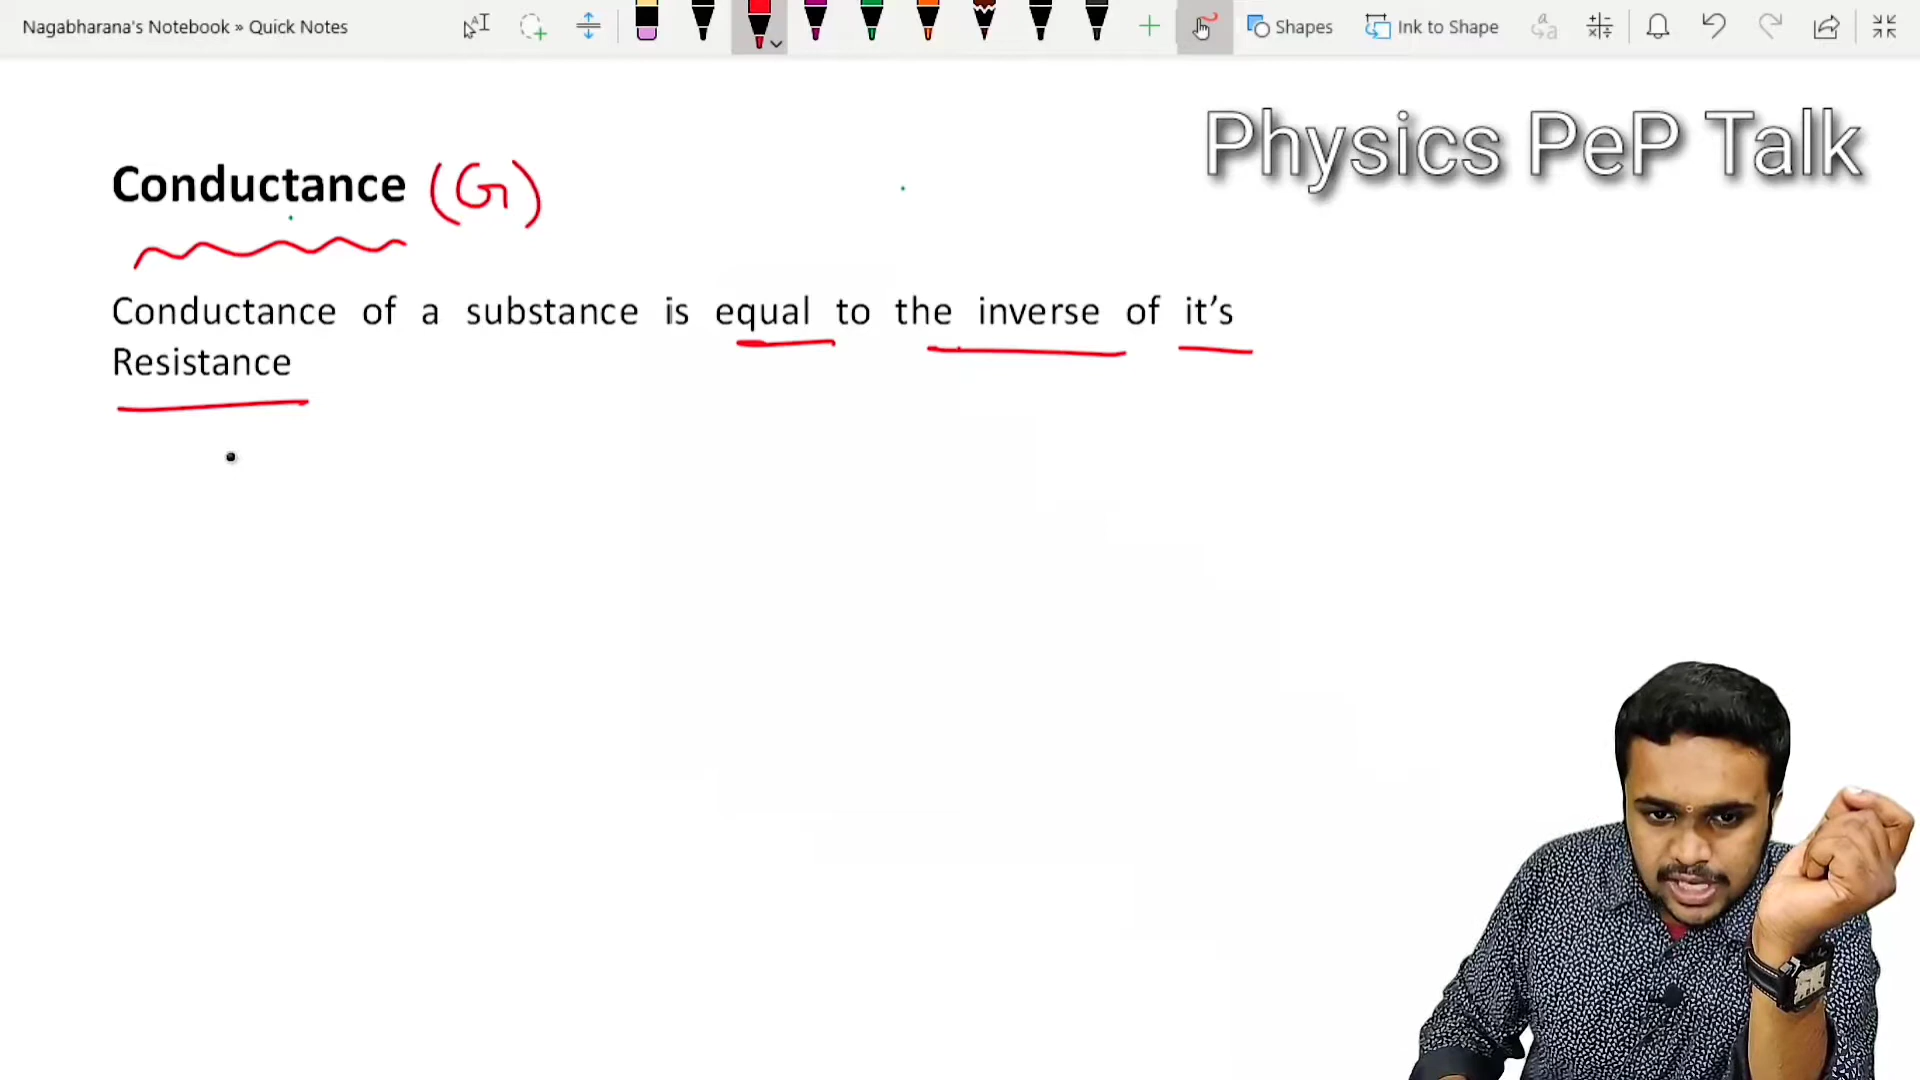 Nagabharana's Notebook » Quick Notes
Shapes
Ink to Shape
Physics PeP Talk
Conductance (G)
Conductance of a substance is equal to the inverse of it’s
Resistance